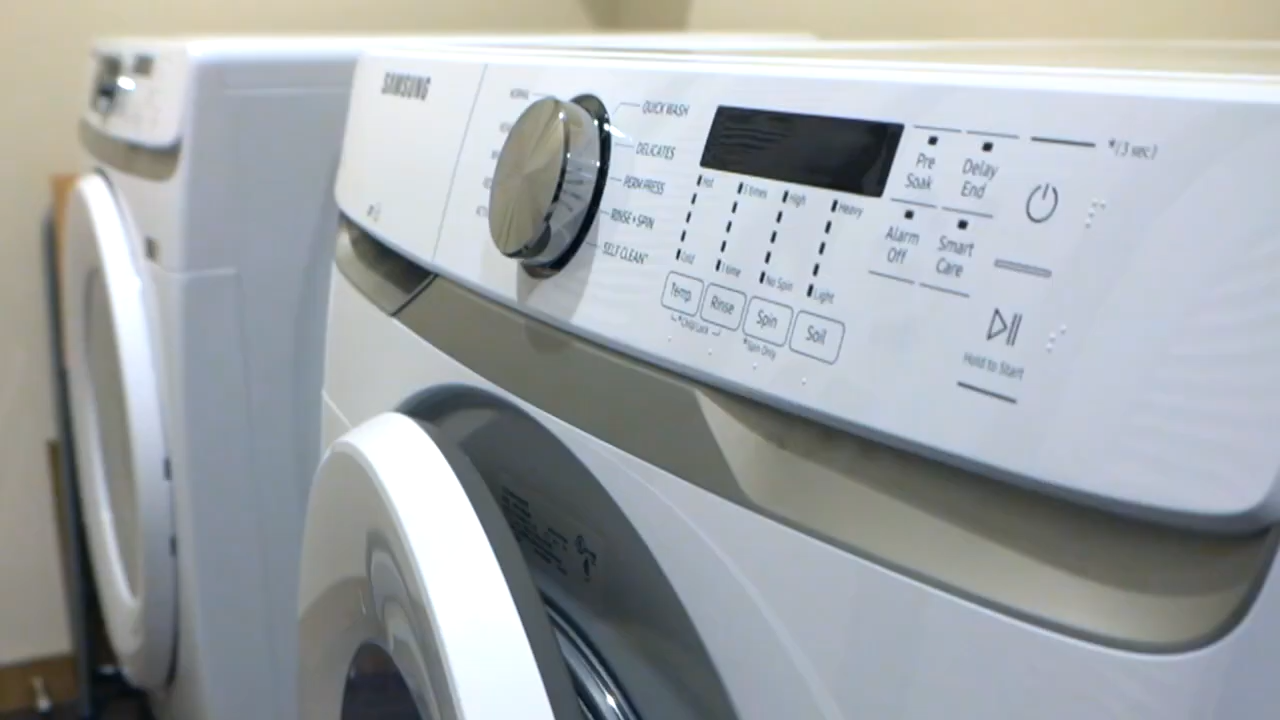 SAMSUNG
NORMAL
QUICK WASH
DELICATES
PERM PRESS
RINSE+SPIN
SELF CLEAN+
Hot
5 times
High
Heavy
Cold
1 time
No Spin
Light
Temp
Rinse
Spin
Soil
*Child Lock
*Spin Only
Pre
Soak
Delay
End
Alarm
Off
Smart
Care
*(3 sec)
Hold to Start